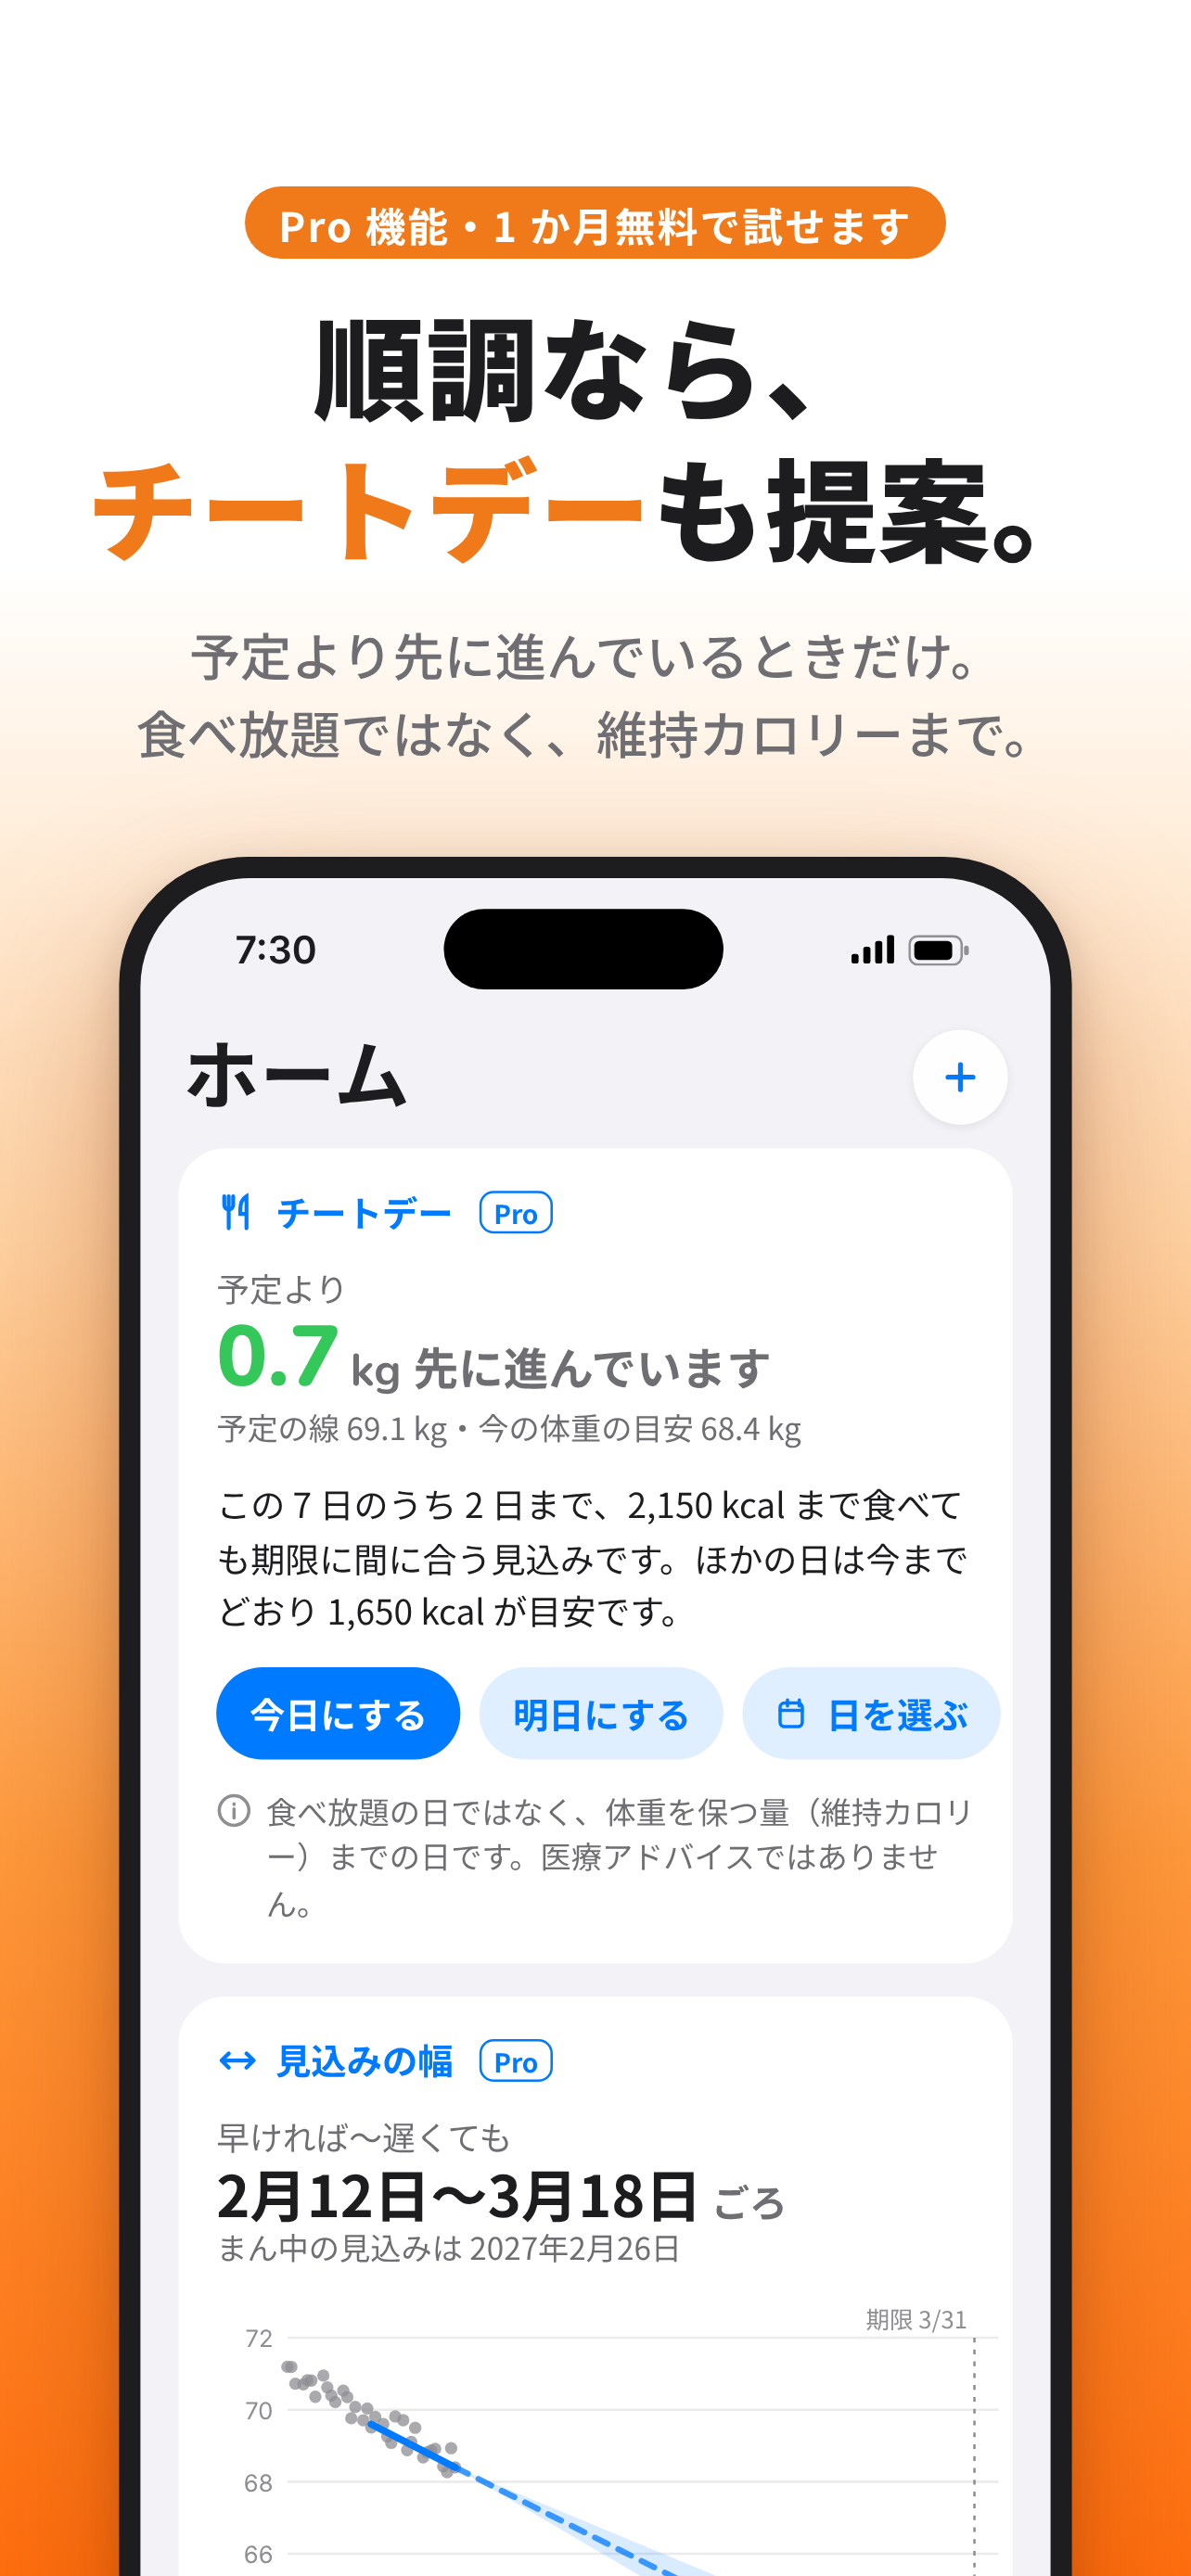 Pro 機能・1 か月無料で試せます
順調なら、
チートデーも提案。
予定より先に進んでいるときだけ。
食べ放題ではなく、維持カロリーまで。
7:30
ホーム
チートデー Pro
予定より
0.7 kg 先に進んでいます
予定の線 69.1 kg・今の体重の目安 68.4 kg
この 7 日のうち 2 日まで、2,150 kcal まで食べて
も期限に間に合う見込みです。ほかの日は今まで
どおり 1,650 kcal が目安です。
今日にする 明日にする 日を選ぶ
食べ放題の日ではなく、体重を保つ量（維持カロリ
ー）までの日です。医療アドバイスではありませ
ん。
見込みの幅 Pro
早ければ〜遅くても
2月12日〜3月18日 ごろ
まん中の見込みは 2027年2月26日
期限 3/31
72
70
68
66